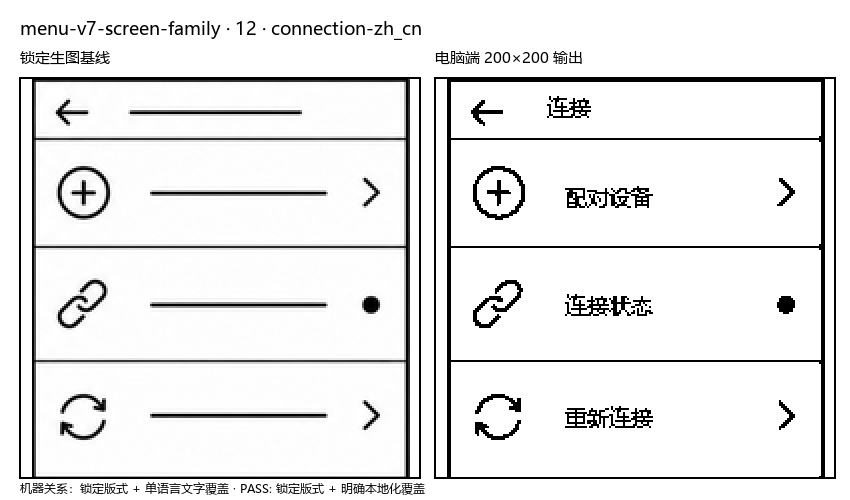 menu-v7-screen-family · 12 · connection-zh_cn
锁定生图基线
电脑端 200×200 输出
连接
配对设备
连接状态
重新连接
机器关系：锁定版式 + 单语言文字覆盖 · PASS: 锁定版式 + 明确本地化覆盖